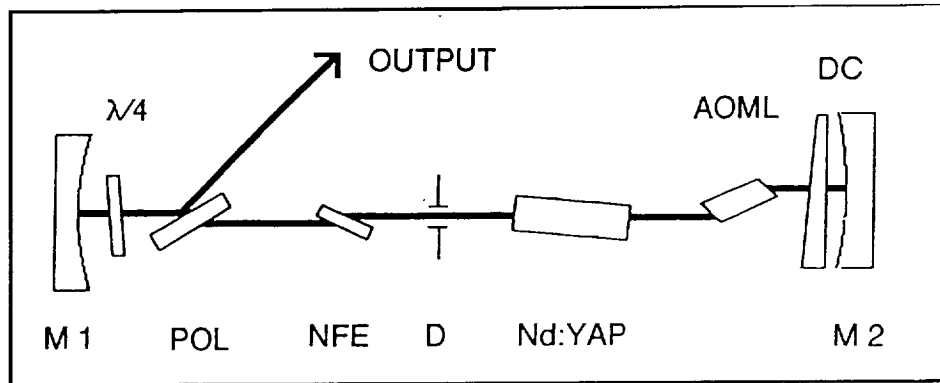 OUTPUT
DC
λ/4
AOML
M 1
POL
NFE
D
Nd:YAP
M 2